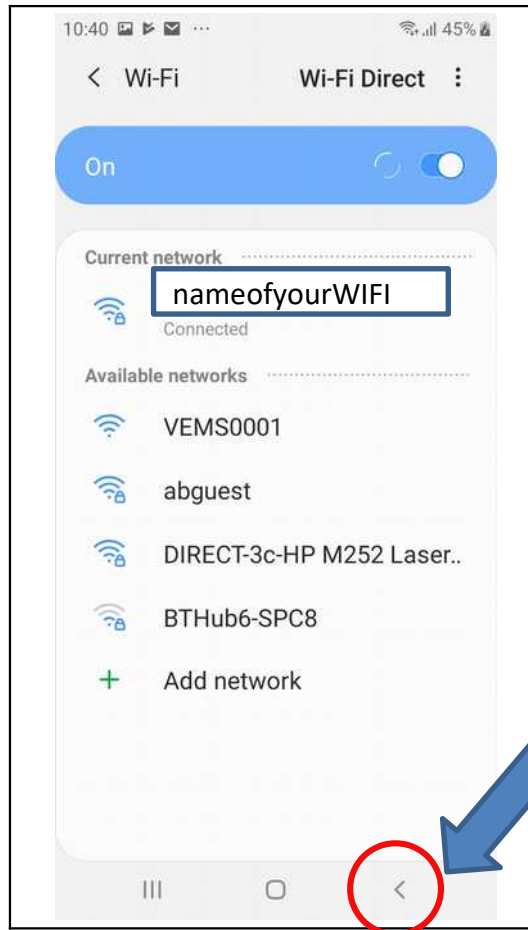 10:40 ... 45%
< Wi-Fi Wi-Fi Direct
On
Current network
nameofyourWIFI
Connected
Available networks
VEMS0001
abguest
DIRECT-3c-HP M252 Laser..
BTHub6-SPC8
+ Add network